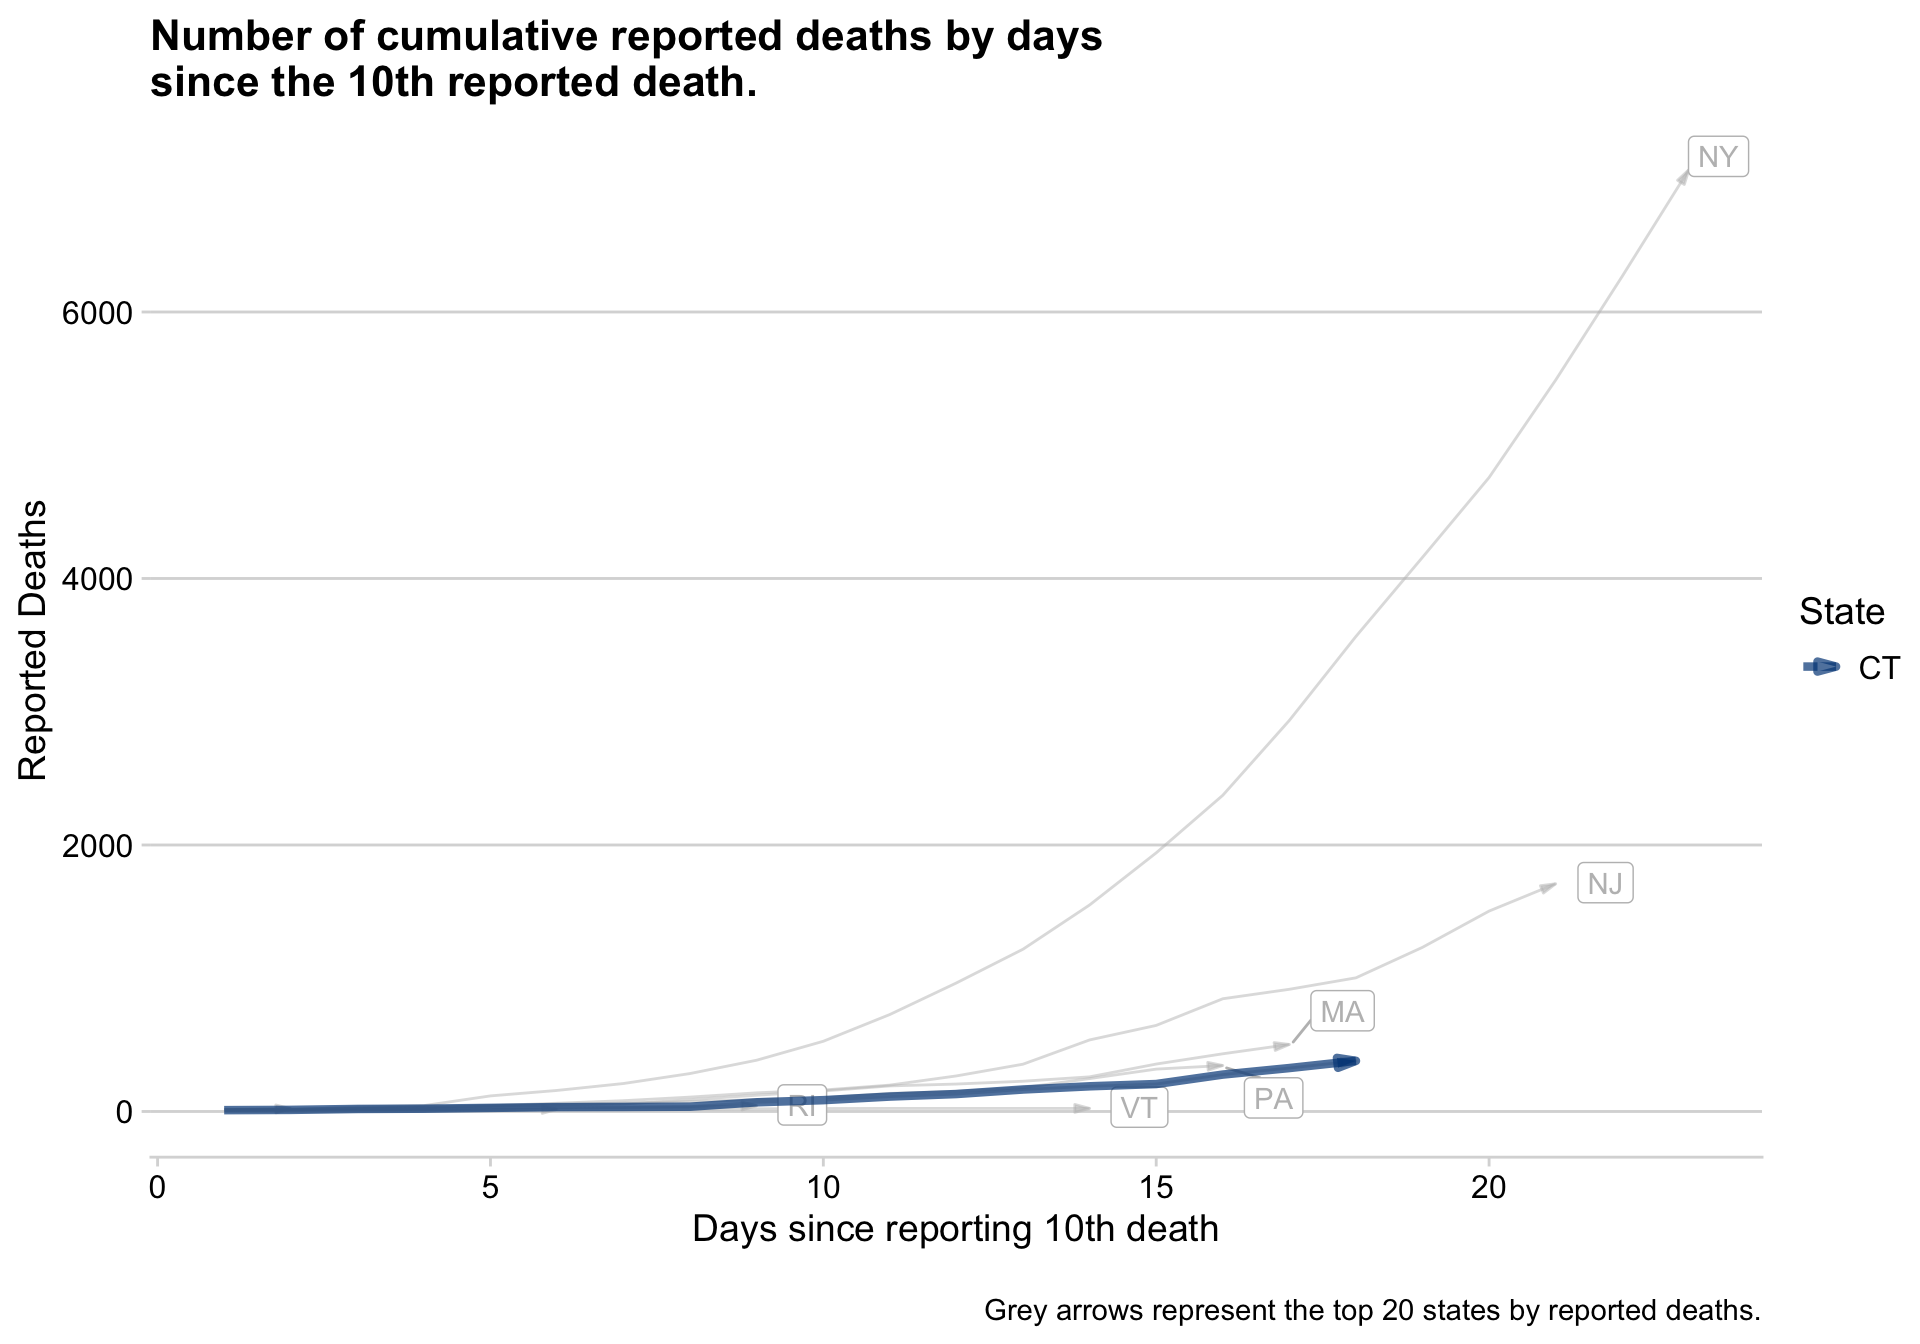 Number of cumulative reported deaths by days
since the 10th reported death.
NY
6000
4000
2000
0
Reported Deaths
NJ
MA
RI
VT
PA
State
CT
0 5 10 15 20
Days since reporting 10th death
Grey arrows represent the top 20 states by reported deaths.